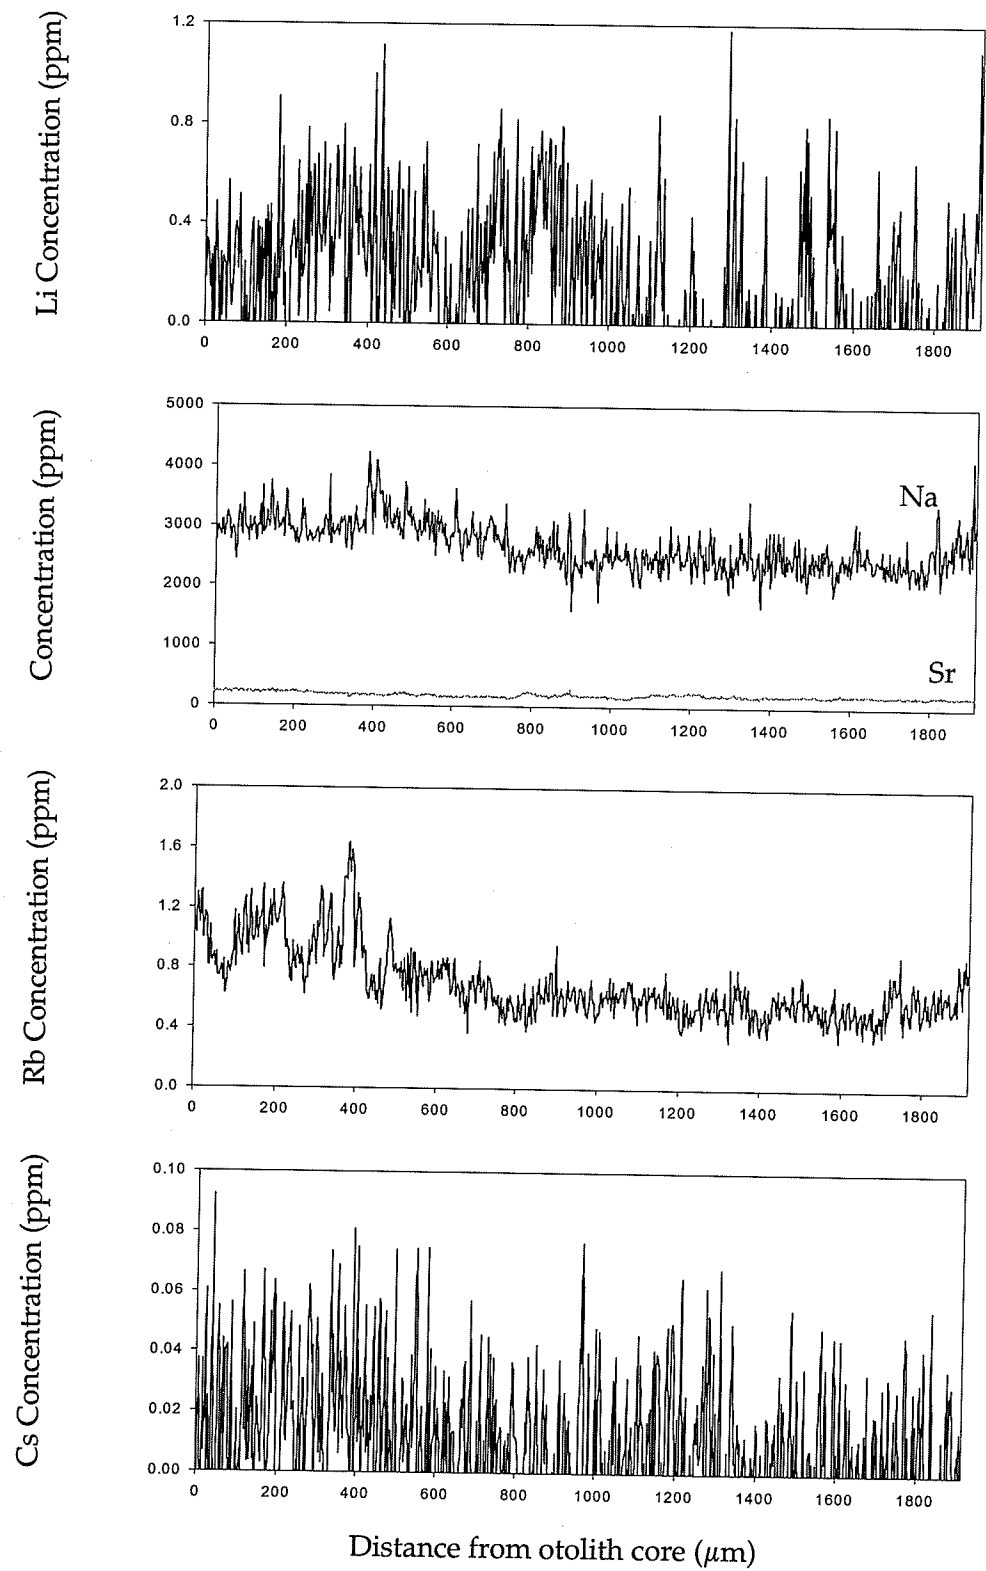 Li Concentration (ppm)
1.2
0.8
0.4
0.0
0 200 400 600 800 1000 1200 1400 1600 1800
Concentration (ppm)
5000
4000
3000
2000
1000
0
Na
Sr
0 200 400 600 800 1000 1200 1400 1600 1800
Rb Concentration (ppm)
2.0
1.6
1.2
0.8
0.4
0.0
0 200 400 600 800 1000 1200 1400 1600 1800
Cs Concentration (ppm)
0.10
0.08
0.06
0.04
0.02
0.00
0 200 400 600 800 1000 1200 1400 1600 1800
Distance from otolith core (μm)